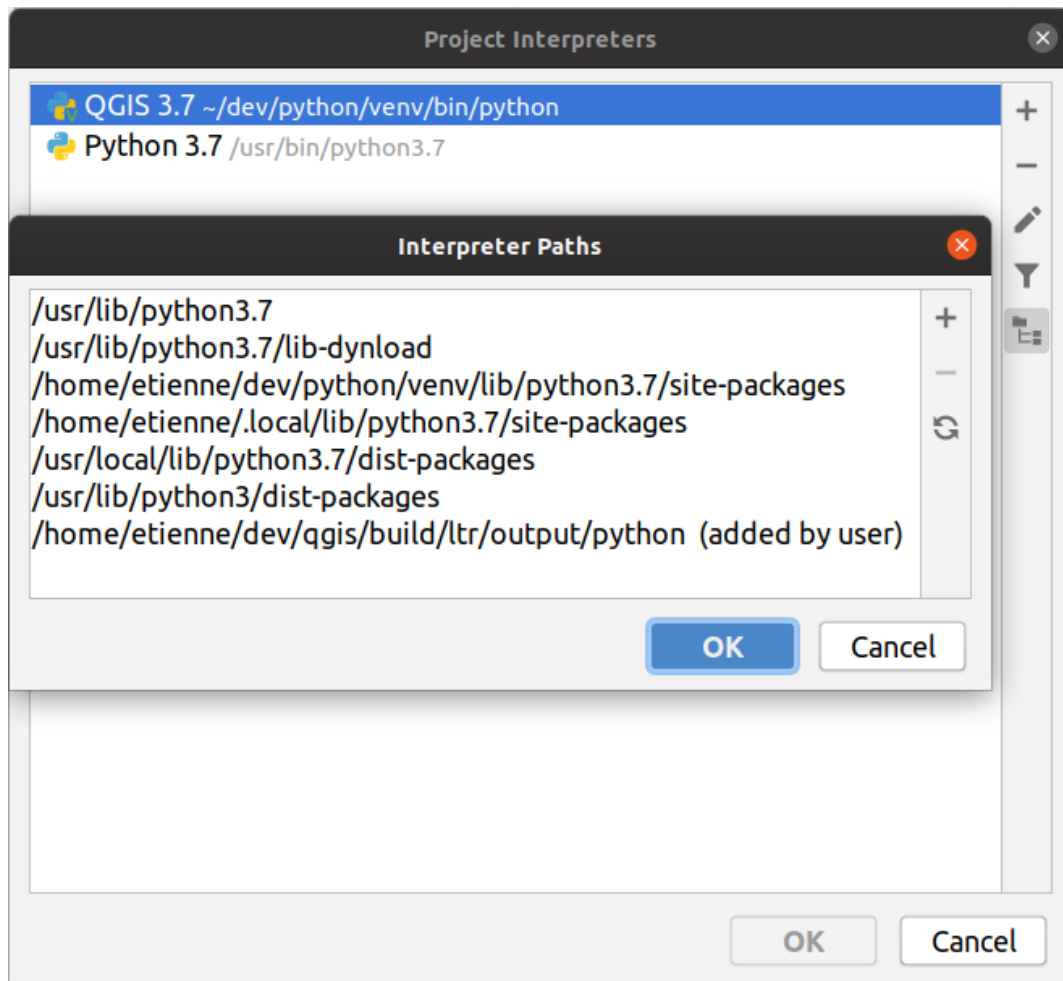 Project Interpreters
QGIS 3.7 ~/dev/python/venv/bin/python
Python 3.7 /usr/bin/python3.7
Interpreter Paths
/usr/lib/python3.7
/usr/lib/python3.7/lib-dynload
/home/etienne/dev/python/venv/lib/python3.7/site-packages
/home/etienne/.local/lib/python3.7/site-packages
/usr/local/lib/python3.7/dist-packages
/usr/lib/python3/dist-packages
/home/etienne/dev/qgis/build/ltr/output/python (added by user)
OK Cancel
OK Cancel